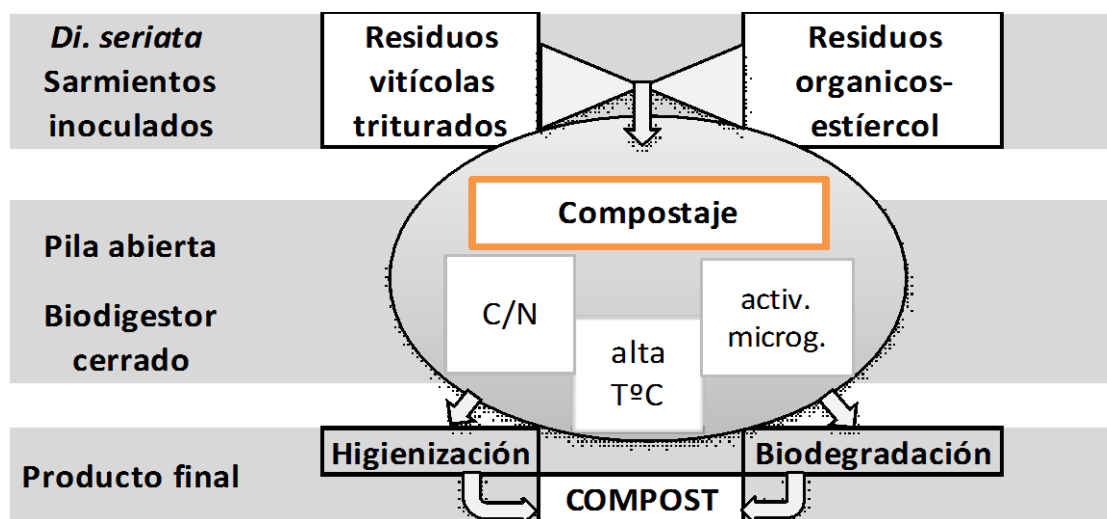 Di. seriata
Sarmientos
inoculados
Residuos
vitícolas
triturados
Residuos
organicos-
estíercol
Pila abierta
Biodigestor
cerrado
Compostaje
C/N
alta
TºC
activ.
microg.
Producto final
Higienización
Biodegradación
COMPOST